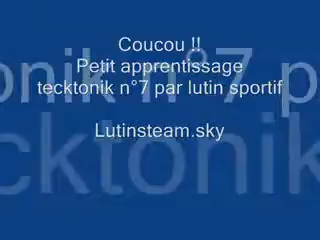 Coucou !!
Petit apprentissage
tecktonik n°7 par lutin sportif
Lutinsteam.sky